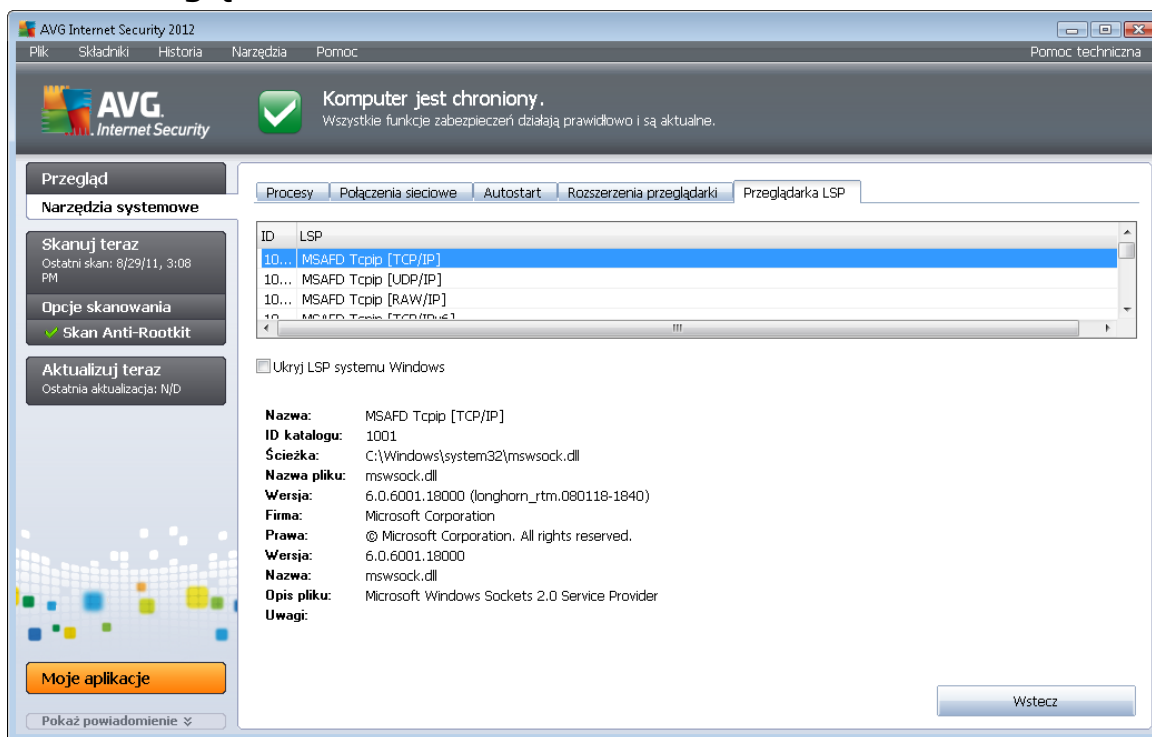 AVG Internet Security 2012
Plik Składniki Historia Narzędzia Pomoc Pomoc techniczna
AVG.
Internet Security
Komputer jest chroniony.
Wszystkie funkcje zabezpieczeń działają prawidłowo i są aktualne.
Przegląd
Narzędzia systemowe
Skanuj teraz
Ostatni skan: 8/29/11, 3:08
PM
Opcje skanowania
Skan Anti-Rootkit
Aktualizuj teraz
Ostatnia aktualizacja: N/D
Moje aplikacje
Pokaż powiadomienie
Procesy Połączenia sieciowe Autostart Rozszerzenia przeglądarki Przeglądarka LSP
ID LSP
10... MSAFD Tcpip [TCP/IP]
10... MSAFD Tcpip [UDP/IP]
10... MSAFD Tcpip [RAW/IP]
10... MSAFD Tcpip [TCP/IPv6]
Ukryj LSP systemu Windows
Nazwa: MSAFD Tcpip [TCP/IP]
ID katalogu: 1001
Ścieżka: C:\Windows\system32\mswsock.dll
Nazwa pliku: mswsock.dll
Wersja: 6.0.6001.18000 (longhorn_rtm.080118-1840)
Firma: Microsoft Corporation
Prawa: © Microsoft Corporation. All rights reserved.
Wersja: 6.0.6001.18000
Nazwa: mswsock.dll
Opis pliku: Microsoft Windows Sockets 2.0 Service Provider
Uwagi:
Wstecz